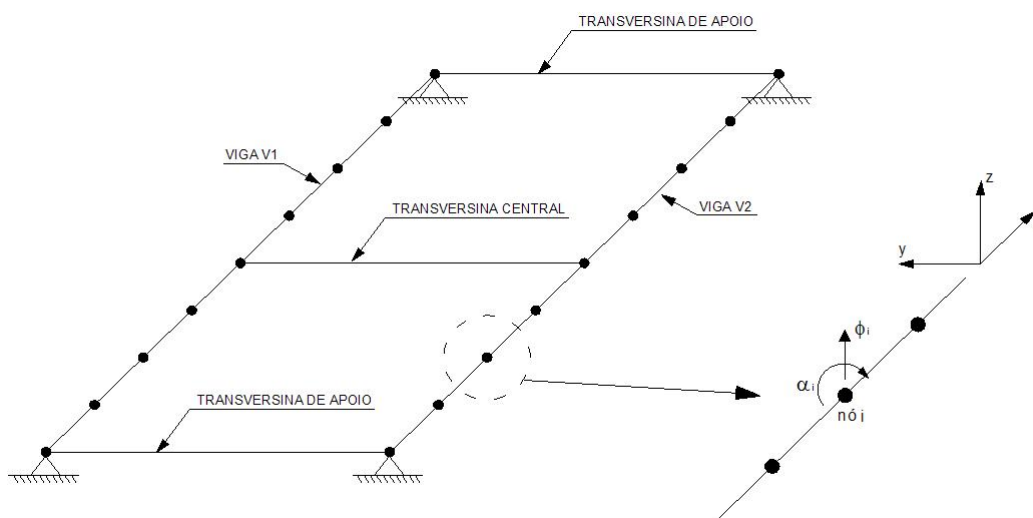 TRANSVERSINA DE APOIO
VIGA V1
TRANSVERSINA CENTRAL
VIGA V2
z
y
ϕi
αi
nó i
TRANSVERSINA DE APOIO